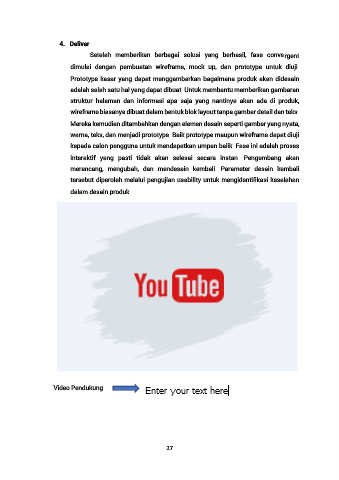 4. Deliver
Setelah memberikan berbagai solusi yang berhasil, fase convergent
dimulai dengan pembuatan wireframe, mock up, dan prototype untuk diuji
Prototype kasar yang dapat menggambarkan bagaimana produk akan didesain
adalah salah satu hal yang dapat dibuat Untuk membantu memberikan gambaran
struktur halaman dan informasi apa saja yang nantinya akan ada di produk,
wireframe biasanya dibuat dalam bentuk blok layout tanpa gambar detail dan teks
Mereka kemudian ditambahkan dengan elemen desain seperti gambar yang nyata,
warna, teks, dan menjadi prototype Baik prototype maupun wireframe dapat diuji
kepada calon pengguna untuk mendapatkan umpan balik Fase ini adalah proses
interaktif yang pasti tidak akan selesai secara instan Pengembang akan
merancang, mengubah, dan mendesain kembali Parameter desain kembali
tersebut diperoleh melalui pengujian usability untuk mengidentifikasi kesalahan
dalam desain produk
YouTube
Video Pendukung Enter your text here
27